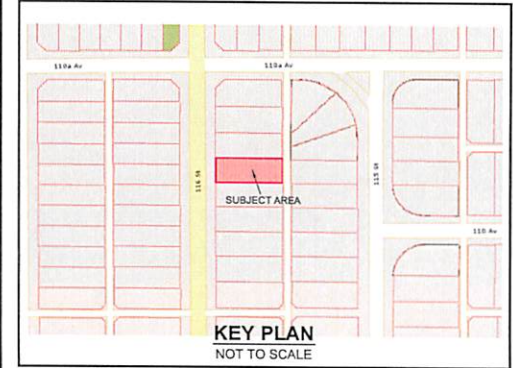 110a Av
110a Av
116 St
115 St
SUBJECT AREA
110 Av
KEY PLAN
NOT TO SCALE